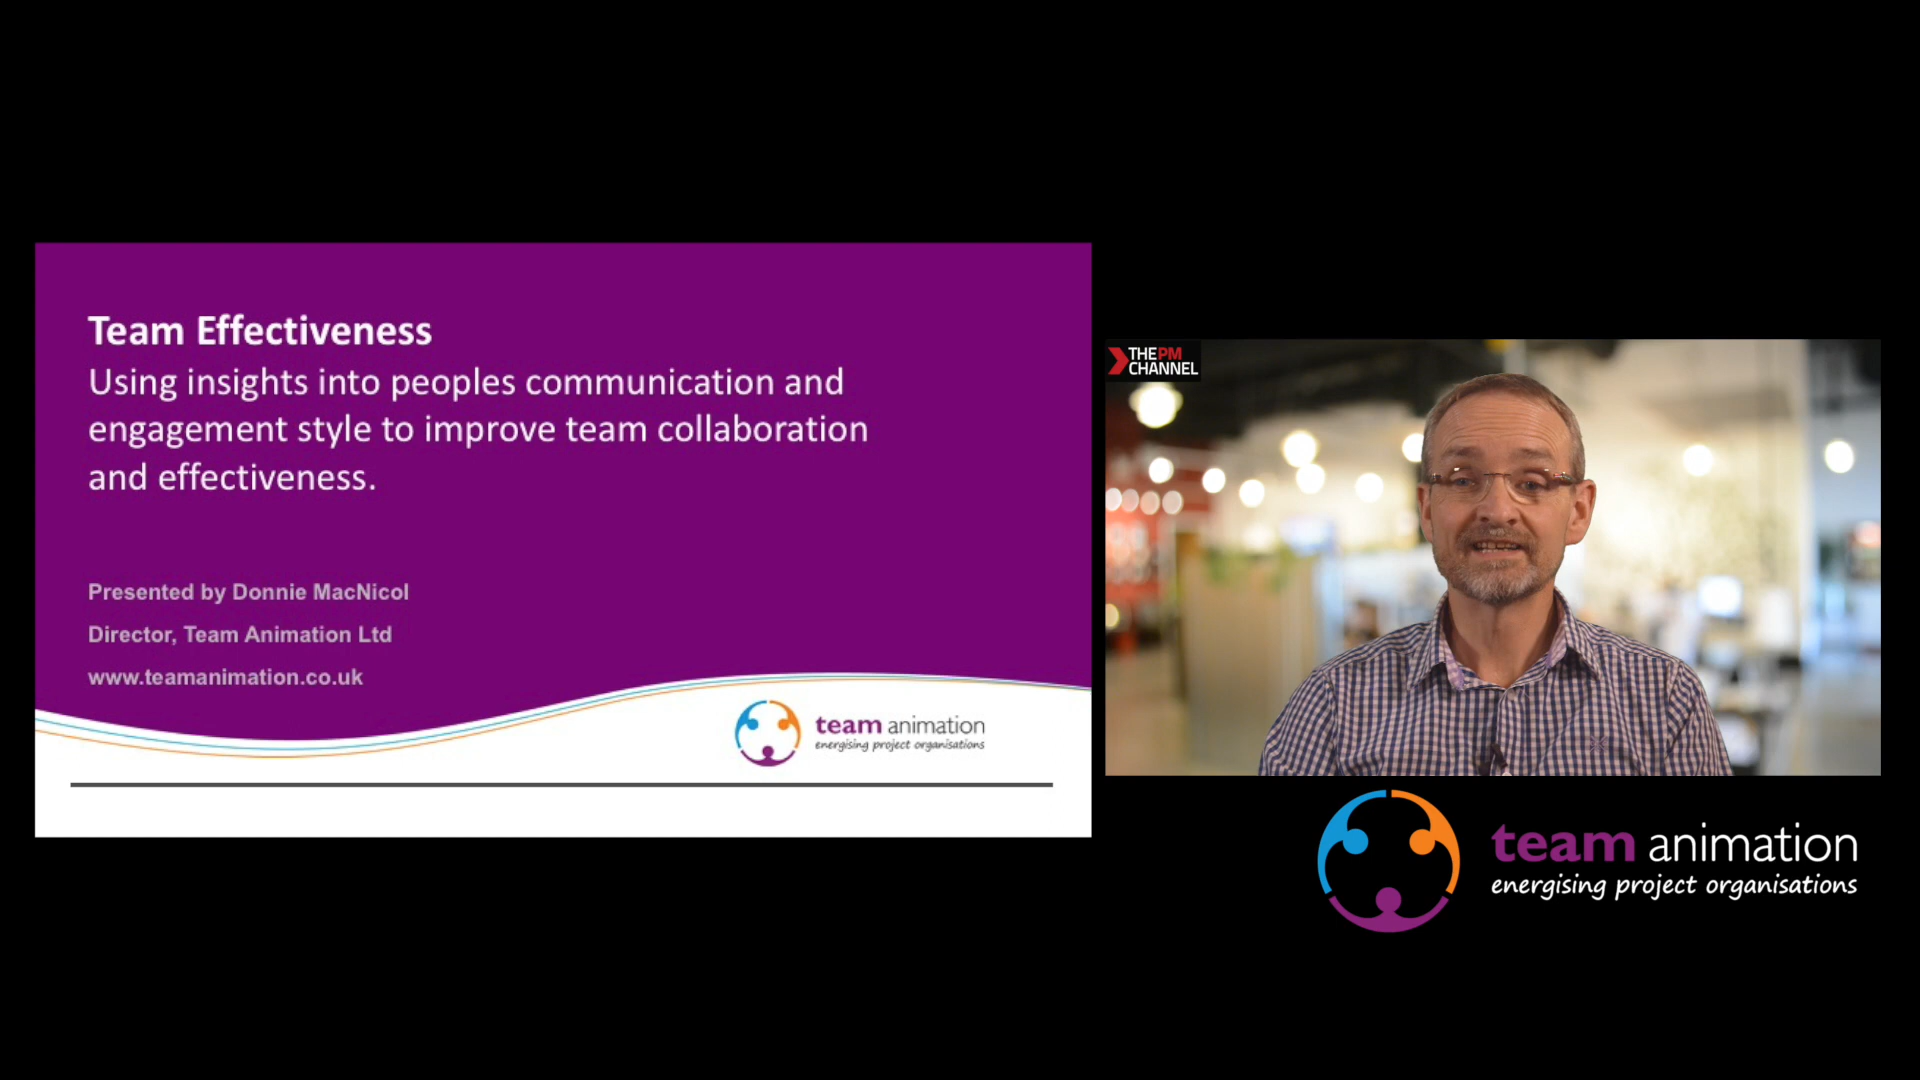 Team Effectiveness
Using insights into peoples communication and
engagement style to improve team collaboration
and effectiveness.
Presented by Donnie MacNicol
Director, Team Animation Ltd
www.teamanimation.co.uk
team animation
energising project organisations
THEPM
CHANNEL
team animation
energising project organisations